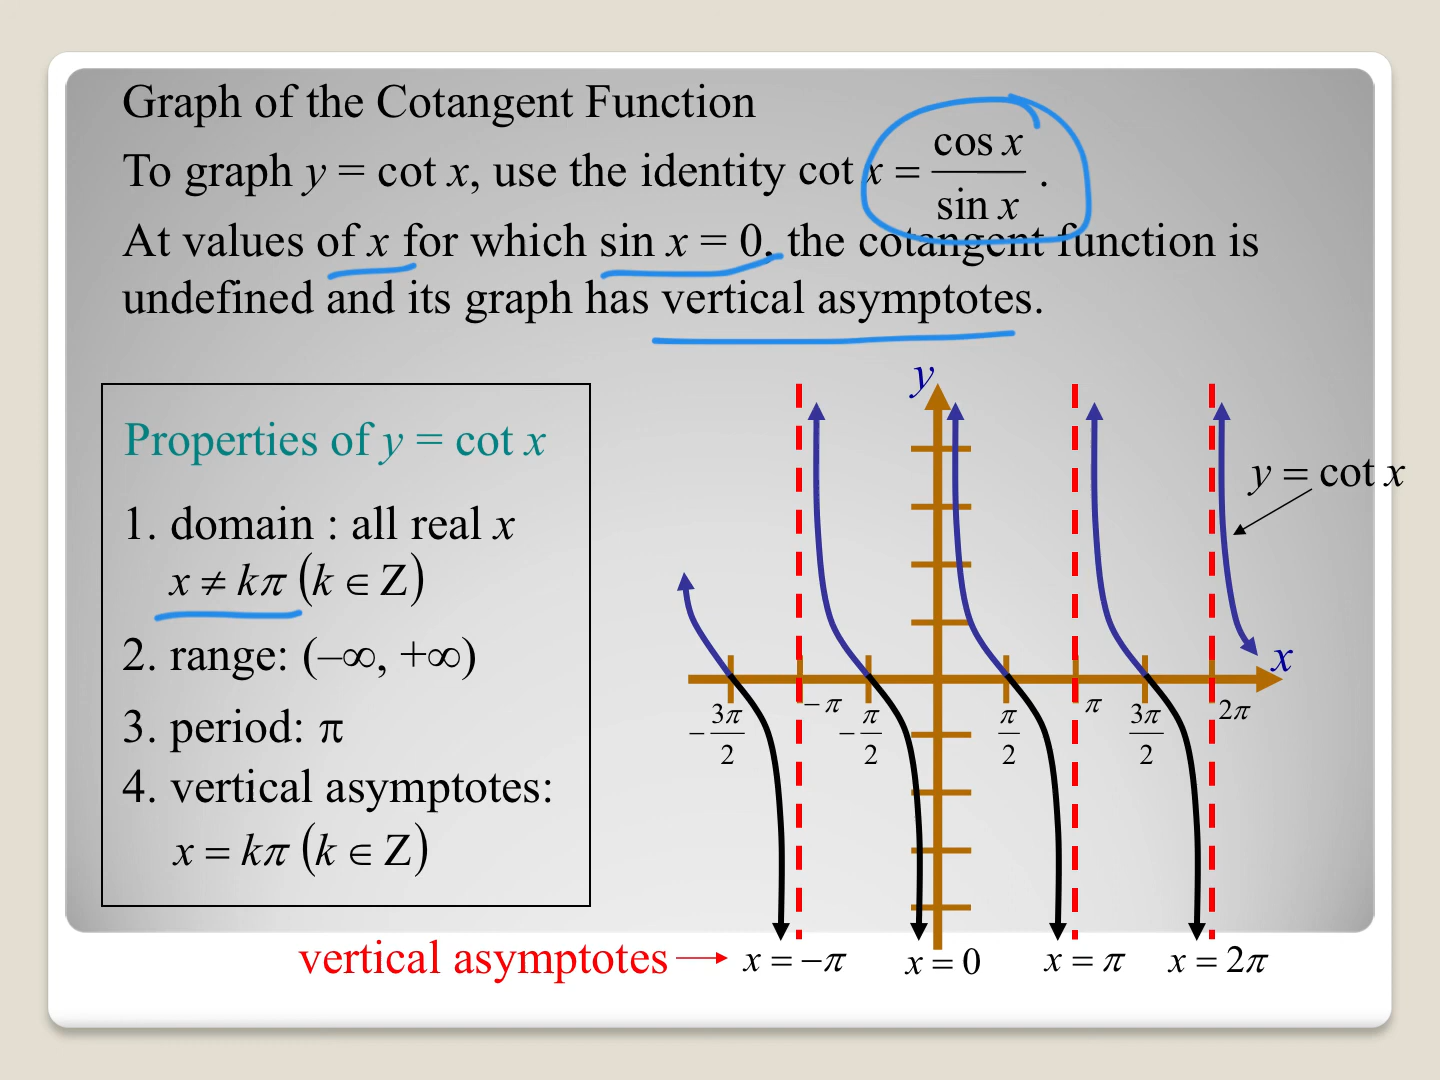 Graph of the Cotangent Function
To graph y = cot x, use the identity cot x = cos x / sin x .
At values of x for which sin x = 0, the cotangent function is
undefined and its graph has vertical asymptotes.
Properties of y = cot x
1. domain : all real x
x ≠ kπ (k ∈ Z)
2. range: (–∞, +∞)
3. period: π
4. vertical asymptotes:
x = kπ (k ∈ Z)
y
y = cot x
x
−3π/2
−π
−π/2
π/2
π
3π/2
2π
vertical asymptotes
x = −π
x = 0
x = π
x = 2π